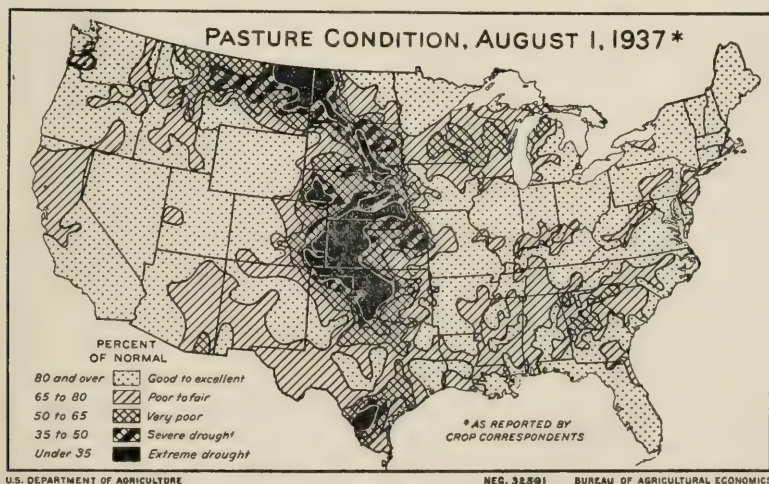 PASTURE CONDITION, AUGUST 1, 1937*
PERCENT
OF NORMAL
80 and over Good to excellent
65 to 80 Poor to fair
50 to 65 Very poor
35 to 50 Severe drought
Under 35 Extreme drought
*AS REPORTED BY
CROP CORRESPONDENTS
U.S. DEPARTMENT OF AGRICULTURE NEG. 32591 BUREAU OF AGRICULTURAL ECONOMICS